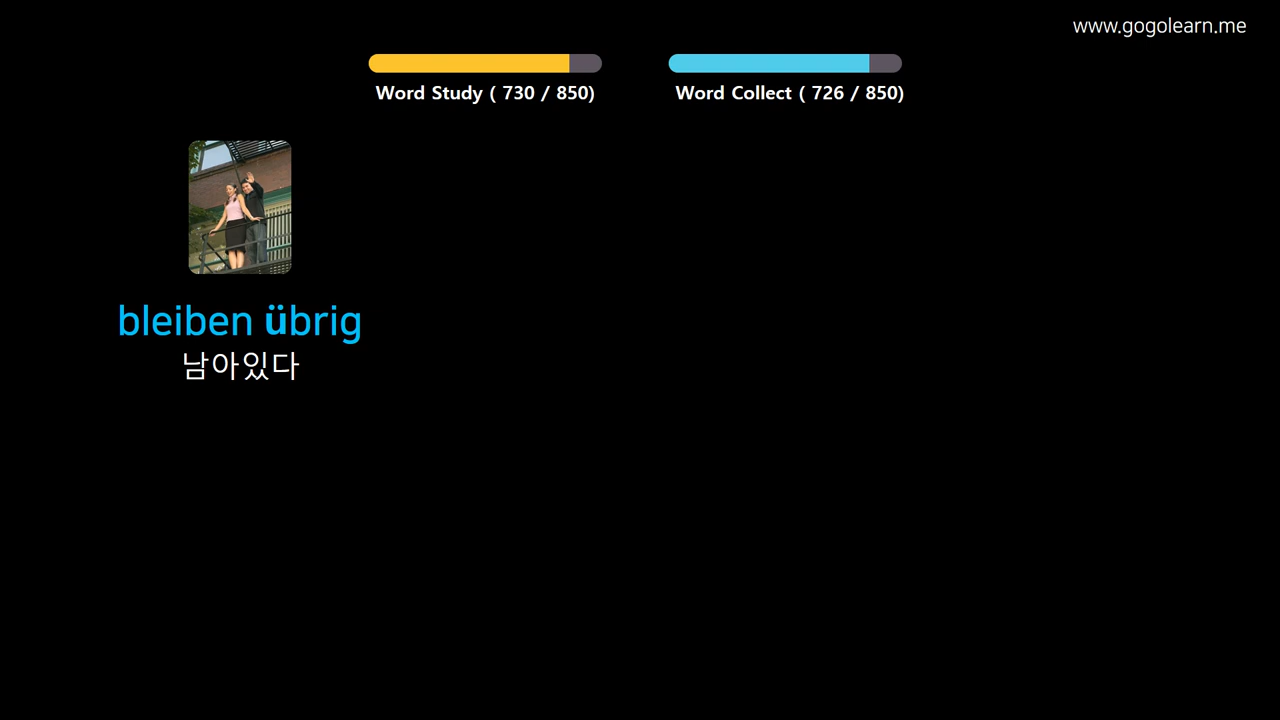 www.gogolearn.me
Word Study ( 730 / 850)
Word Collect ( 726 / 850)
bleiben übrig
남아있다